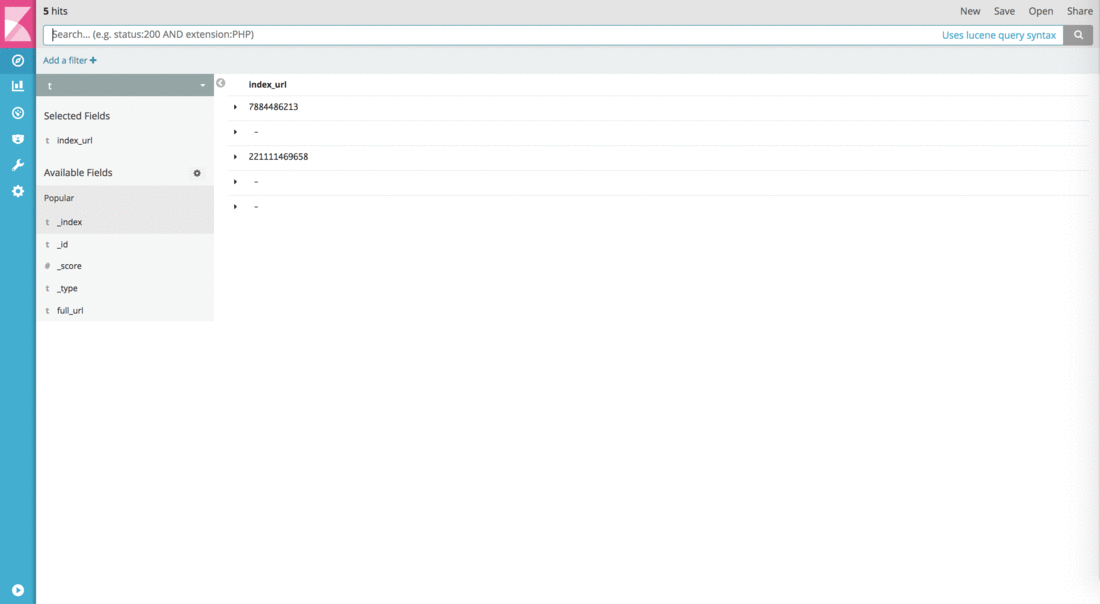 5 hits
New Save Open Share
Search... (e.g. status:200 AND extension:PHP)
Uses lucene query syntax
Add a filter +
t
Selected Fields
t index_url
Available Fields
Popular
t _index
t _id
# _score
t _type
t full_url
index_url
7884486213
-
221111469658
-
-